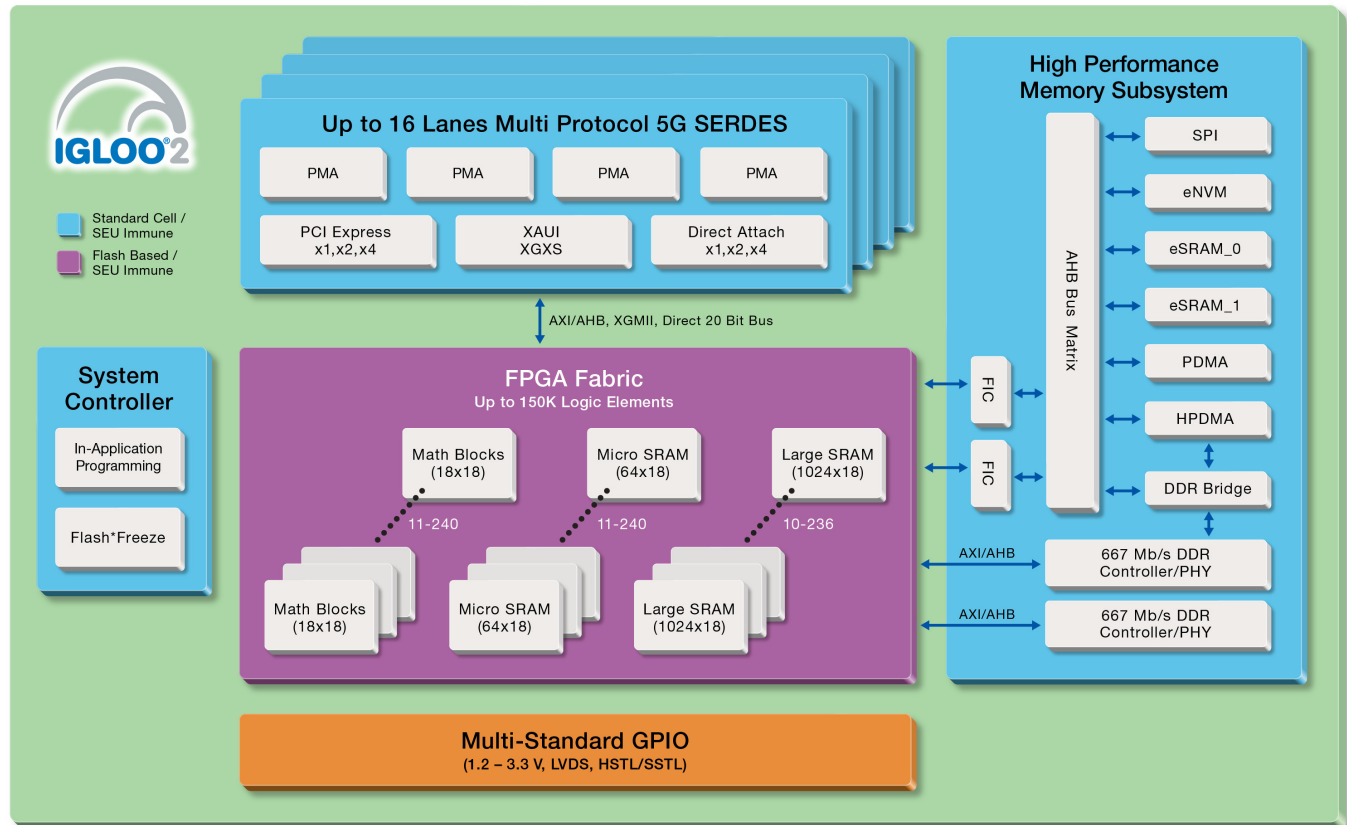 IGLOO®2
Standard Cell /
SEU Immune
Flash Based /
SEU Immune
Up to 16 Lanes Multi Protocol 5G SERDES
PMA
PMA
PMA
PMA
PCI Express
x1,x2,x4
XAUI
XGXS
Direct Attach
x1,x2,x4
AXI/AHB, XGMII, Direct 20 Bit Bus
System
Controller
In-Application
Programming
Flash*Freeze
FPGA Fabric
Up to 150K Logic Elements
Math Blocks
(18x18)
Micro SRAM
(64x18)
Large SRAM
(1024x18)
11-240
11-240
10-236
Math Blocks
(18x18)
Micro SRAM
(64x18)
Large SRAM
(1024x18)
High Performance
Memory Subsystem
AHB Bus Matrix
SPI
eNVM
eSRAM_0
eSRAM_1
PDMA
HPDMA
DDR Bridge
FIC
FIC
AXI/AHB
667 Mb/s DDR
Controller/PHY
AXI/AHB
667 Mb/s DDR
Controller/PHY
Multi-Standard GPIO
(1.2 – 3.3 V, LVDS, HSTL/SSTL)